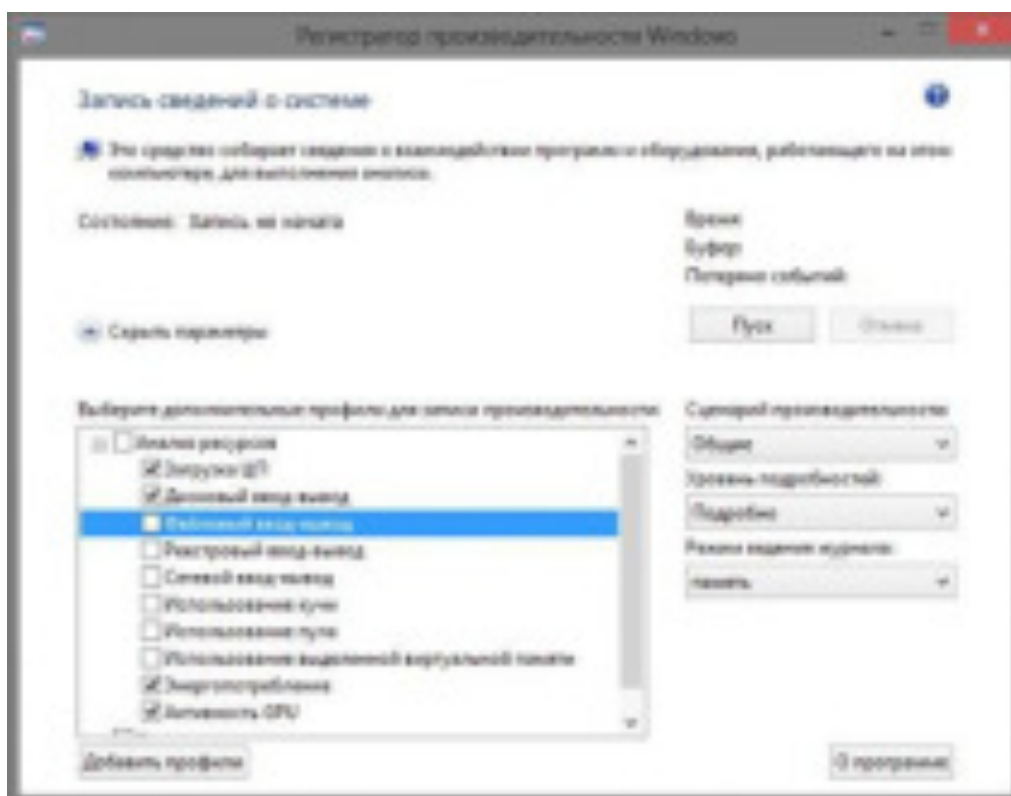 Регистратор производительности Windows
Запись сведений о системе
Это средство собирает сведения о взаимодействии программ и оборудования, работающего на этом
компьютере, для выполнения анализа.
Состояние: Запись не начата
Время:
Буфер:
Потеряно событий:
Скрыть параметры
Пуск
Отмена
Выберите дополнительные профили для записи производительности:
Анализ ресурсов
Загрузка ЦП
Дисковый ввод-вывод
Файловый ввод-вывод
Реестровый ввод-вывод
Сетевой ввод-вывод
Использование кучи
Использование пула
Использование выделенной виртуальной памяти
Энергопотребление
Активность GPU
Сценарий производительности:
Общие
Уровень подробностей:
Подробно
Режим ведения журнала:
память
Добавить профили
О программе